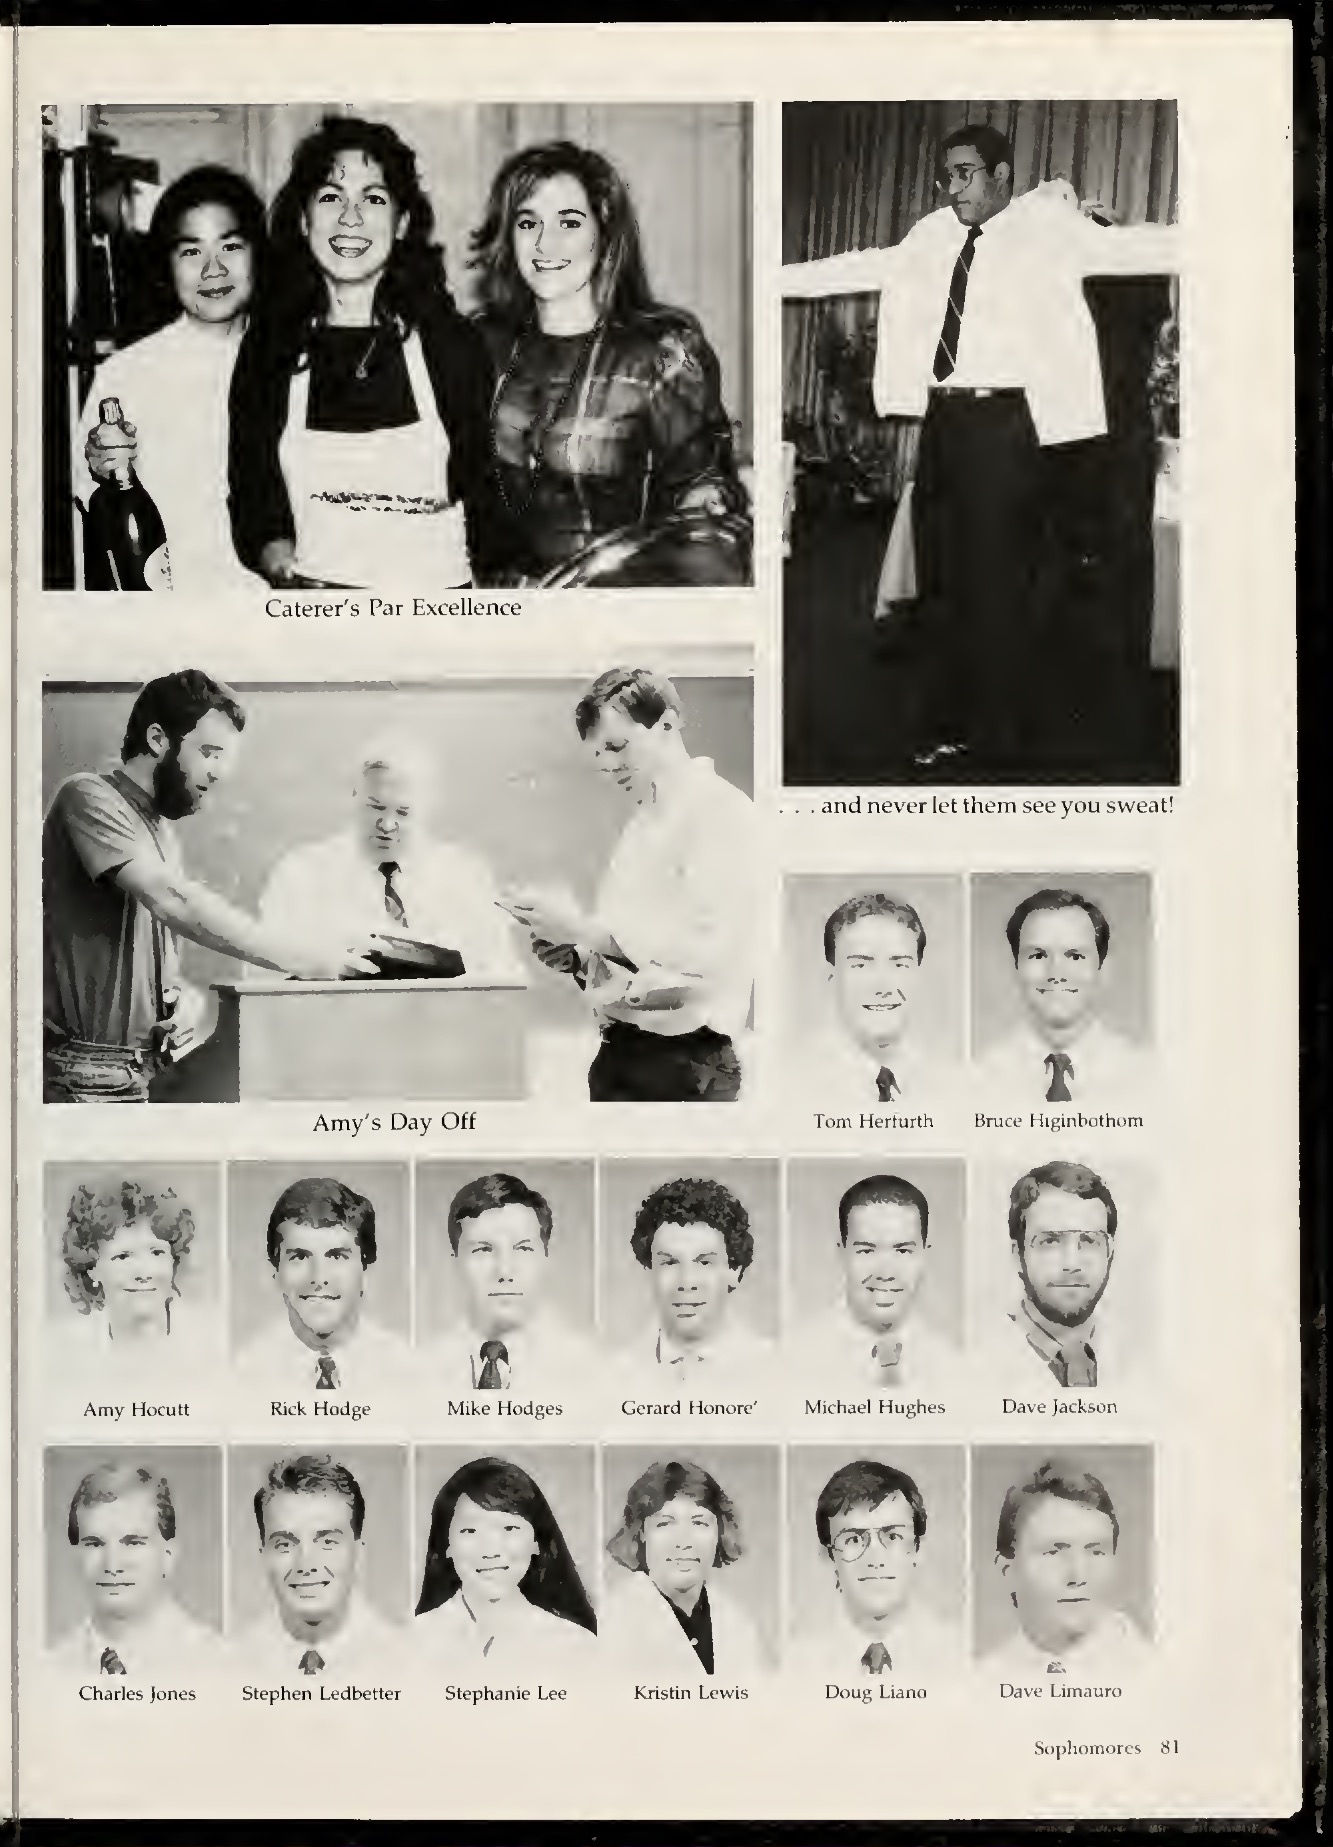 Caterer's Par Excellence
. . . and never let them see you sweat!
Amy's Day Off
Tom Herfurth
Bruce Higinbothom
Amy Hocutt
Rick Hodge
Mike Hodges
Gerard Honore'
Michael Hughes
Dave Jackson
Charles Jones
Stephen Ledbetter
Stephanie Lee
Kristin Lewis
Doug Liano
Dave Limauro
Sophomores 81